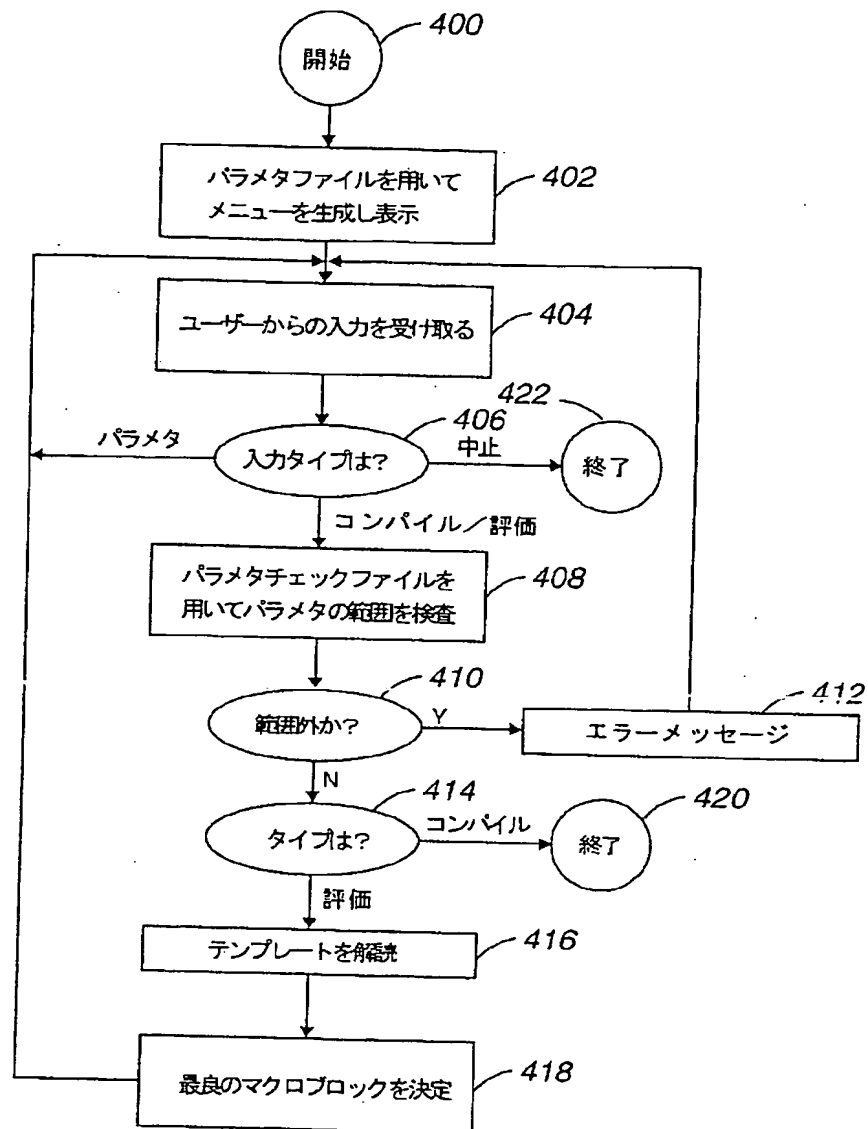 400
開始
パラメタファイルを用いて
メニューを生成し表示
402
ユーザーからの入力を受け取る
404
422
406
パラメタ
入力タイプは?
中止
終了
コンパイル/評価
パラメタチェックファイルを
用いてパラメタの範囲を検査
408
410
範囲外か?
Y
412
エラーメッセージ
N
414
420
タイプは?
コンパイル
終了
評価
テンプレートを解読
416
最良のマクロブロックを決定
418